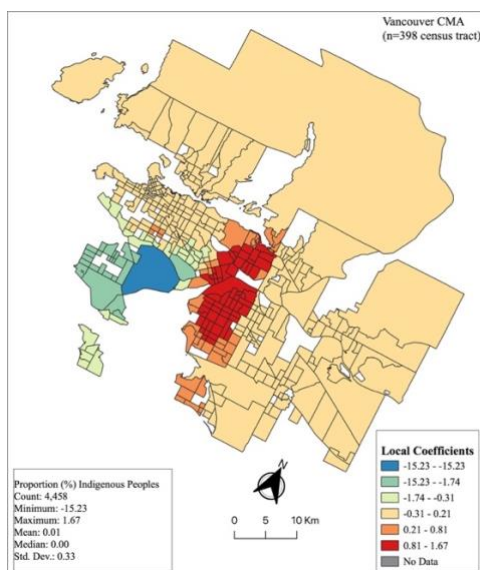 Vancouver CMA
(n=398 census tract)
Local Coefficients
-15.23 - -15.23
-15.23 - -1.74
-1.74 - -0.31
-0.31 - 0.21
0.21 - 0.81
0.81 - 1.67
No Data
Proportion (%) Indigenous Peoples
Count: 4,458
Minimum: -15.23
Maximum: 1.67
Mean: 0.01
Median: 0.00
Std. Dev.: 0.33
N
0 5 10 Km